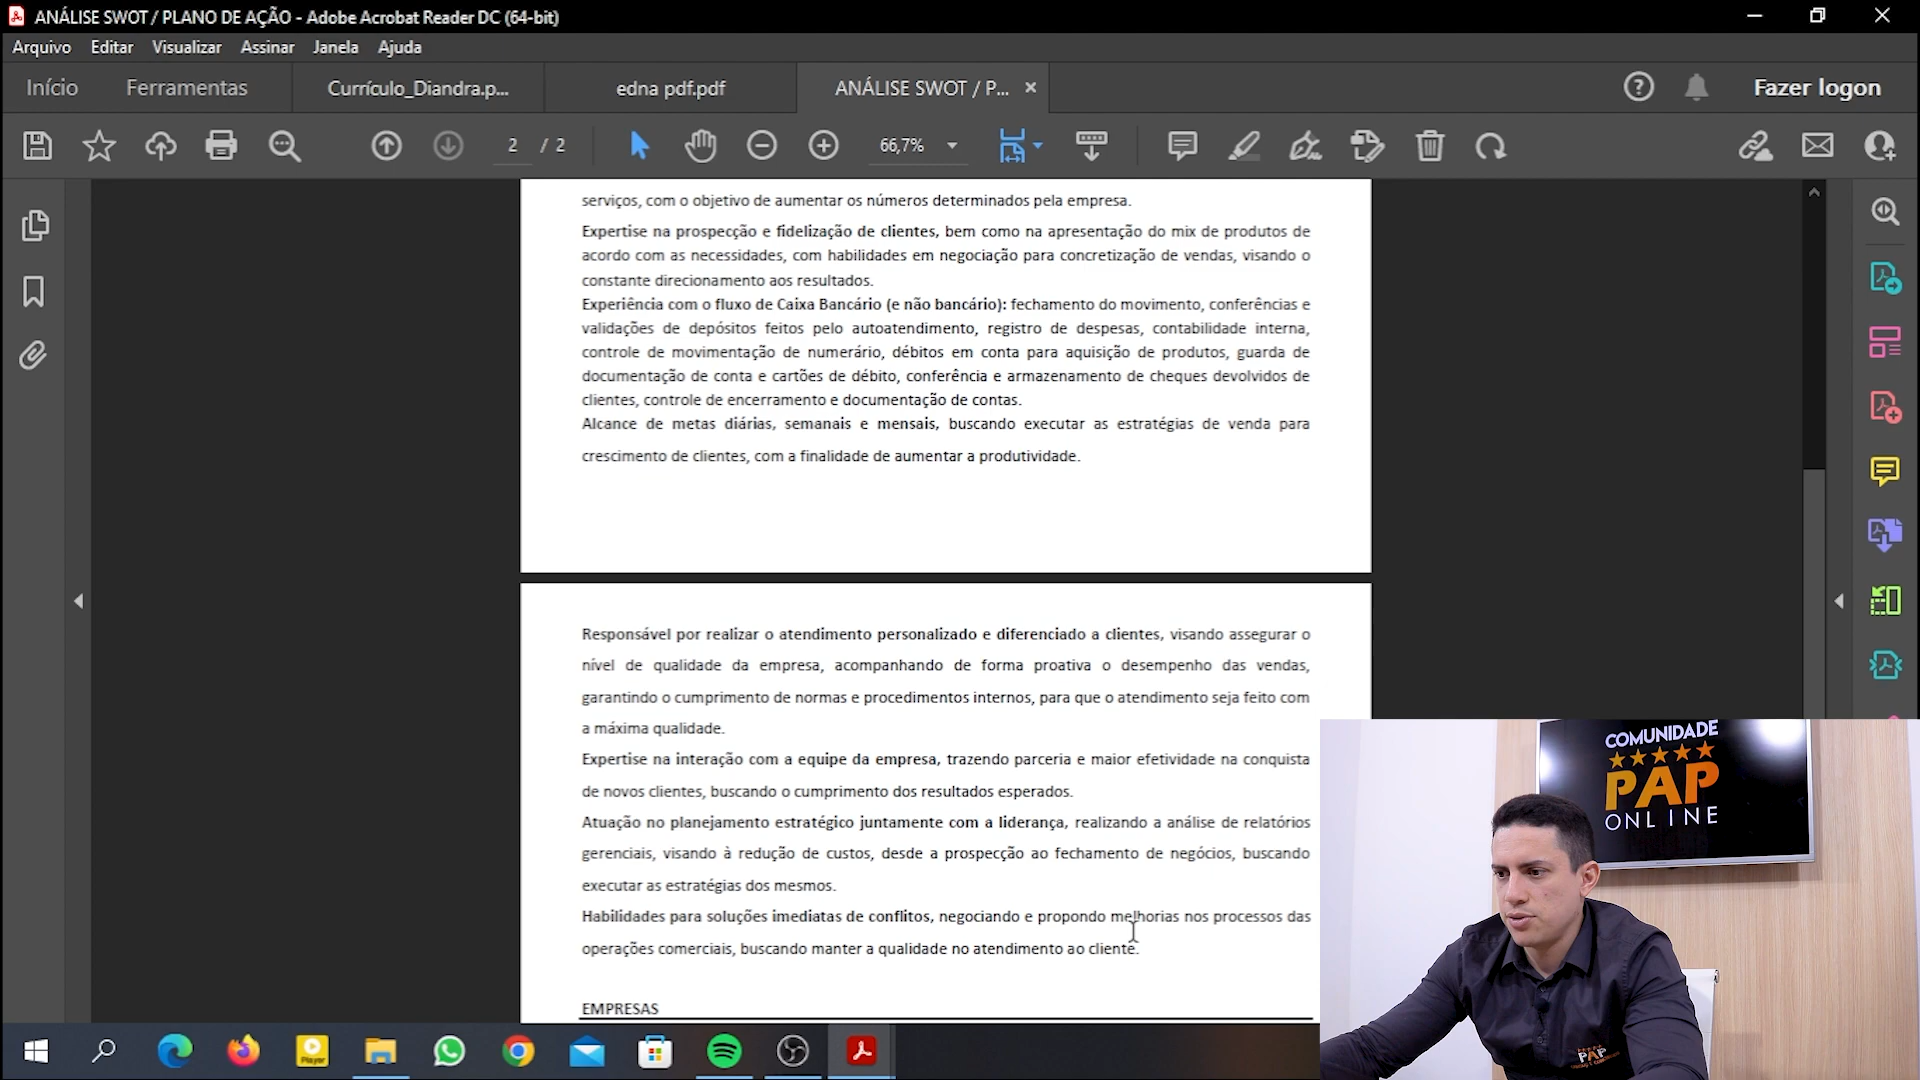 ANÁLISE SWOT / PLANO DE AÇÃO - Adobe Acrobat Reader DC (64-bit)
Arquivo Editar Visualizar Assinar Janela Ajuda
Início Ferramentas Currículo_Diandra.p... edna pdf.pdf ANÁLISE SWOT / P... Fazer logon
2 / 2 66,7%
serviços, com o objetivo de aumentar os números determinados pela empresa.
Expertise na prospecção e fidelização de clientes, bem como na apresentação do mix de produtos de
acordo com as necessidades, com habilidades em negociação para concretização de vendas, visando o
constante direcionamento aos resultados.
Experiência com o fluxo de Caixa Bancário (e não bancário): fechamento do movimento, conferências e
validações de depósitos feitos pelo autoatendimento, registro de despesas, contabilidade interna,
controle de movimentação de numerário, débitos em conta para aquisição de produtos, guarda de
documentação de conta e cartões de débito, conferência e armazenamento de cheques devolvidos de
clientes, controle de encerramento e documentação de contas.
Alcance de metas diárias, semanais e mensais, buscando executar as estratégias de venda para
crescimento de clientes, com a finalidade de aumentar a produtividade.
Responsável por realizar o atendimento personalizado e diferenciado a clientes, visando assegurar o
nível de qualidade da empresa, acompanhando de forma proativa o desempenho das vendas,
garantindo o cumprimento de normas e procedimentos internos, para que o atendimento seja feito com
a máxima qualidade.
Expertise na interação com a equipe da empresa, trazendo parceria e maior efetividade na conquista
de novos clientes, buscando o cumprimento dos resultados esperados.
Atuação no planejamento estratégico juntamente com a liderança, realizando a análise de relatórios
gerenciais, visando à redução de custos, desde a prospecção ao fechamento de negócios, buscando
executar as estratégias dos mesmos.
Habilidades para soluções imediatas de conflitos, negociando e propondo melhorias nos processos das
operações comerciais, buscando manter a qualidade no atendimento ao cliente.
EMPRESAS
COMUNIDADE
PAP
ONLINE
PAP
Player